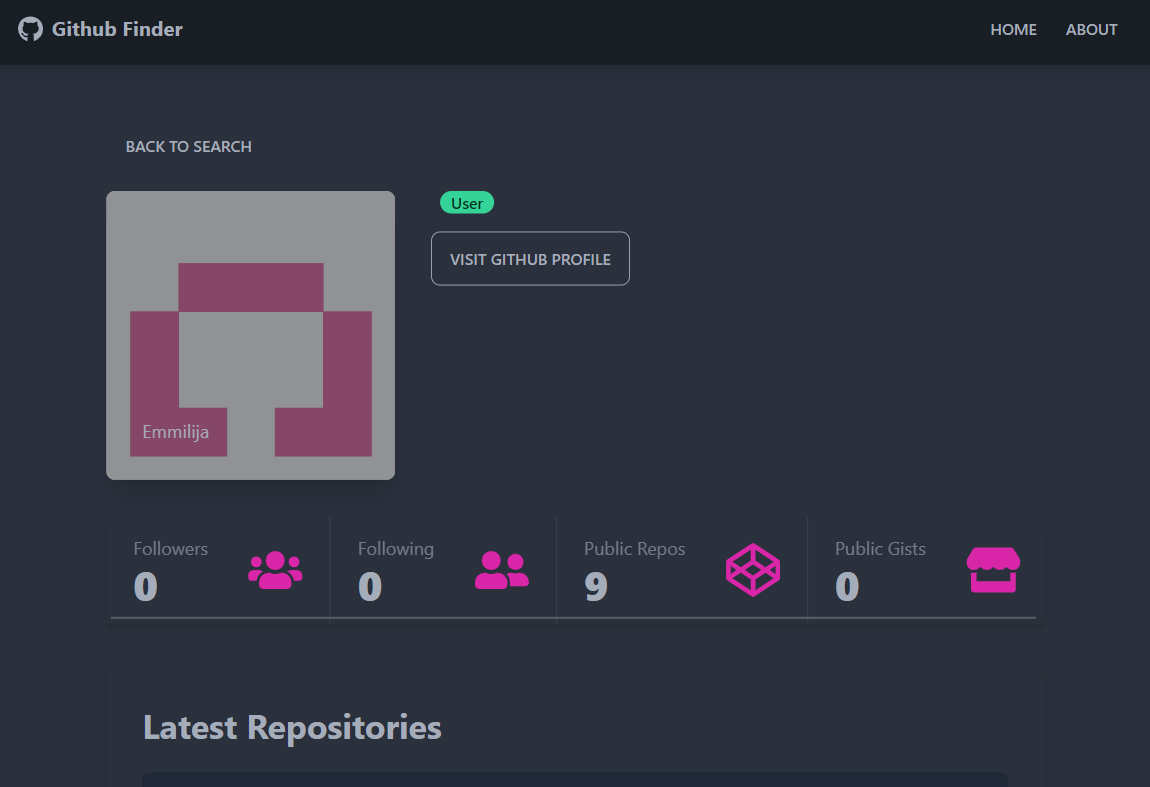 Github Finder
HOME
ABOUT
BACK TO SEARCH
User
VISIT GITHUB PROFILE
Emmilija
Followers
0
Following
0
Public Repos
9
Public Gists
0
Latest Repositories